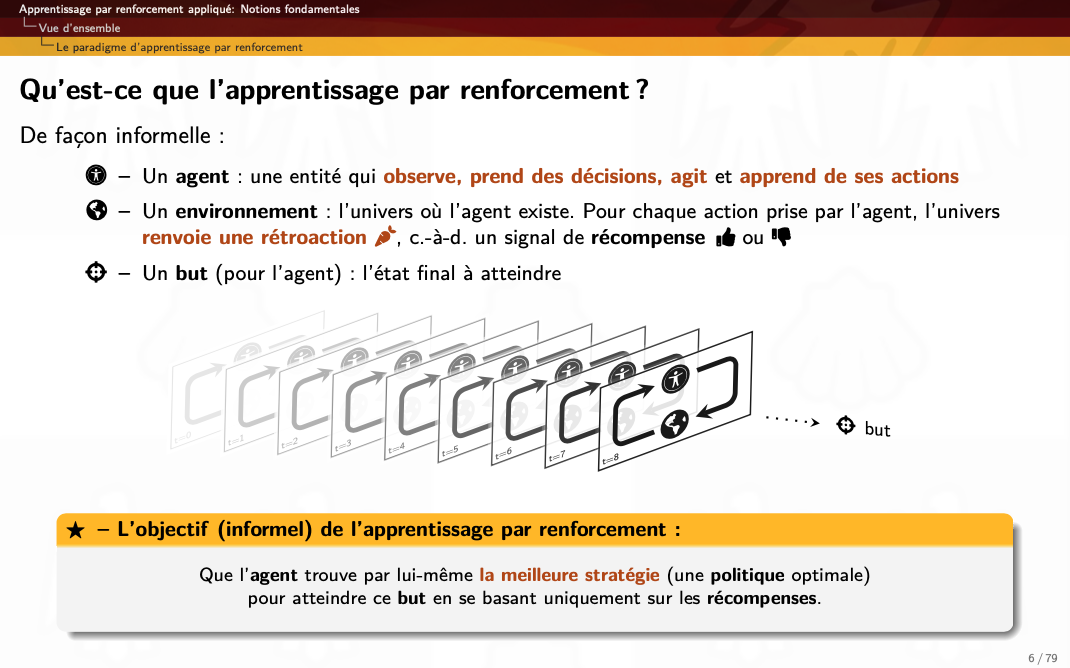 Apprentissage par renforcement appliqué: Notions fondamentales
Vue d'ensemble
Le paradigme d'apprentissage par renforcement
Qu'est-ce que l'apprentissage par renforcement ?
De façon informelle :
– Un agent : une entité qui observe, prend des décisions, agit et apprend de ses actions
– Un environnement : l'univers où l'agent existe. Pour chaque action prise par l'agent, l'univers
renvoie une rétroaction , c.-à-d. un signal de récompense ou
– Un but (pour l'agent) : l'état final à atteindre
t=0
t=1
t=2
t=3
t=4
t=5
t=6
t=7
t=8
but
★ – L'objectif (informel) de l'apprentissage par renforcement :
Que l'agent trouve par lui-même la meilleure stratégie (une politique optimale)
pour atteindre ce but en se basant uniquement sur les récompenses.
6 / 79